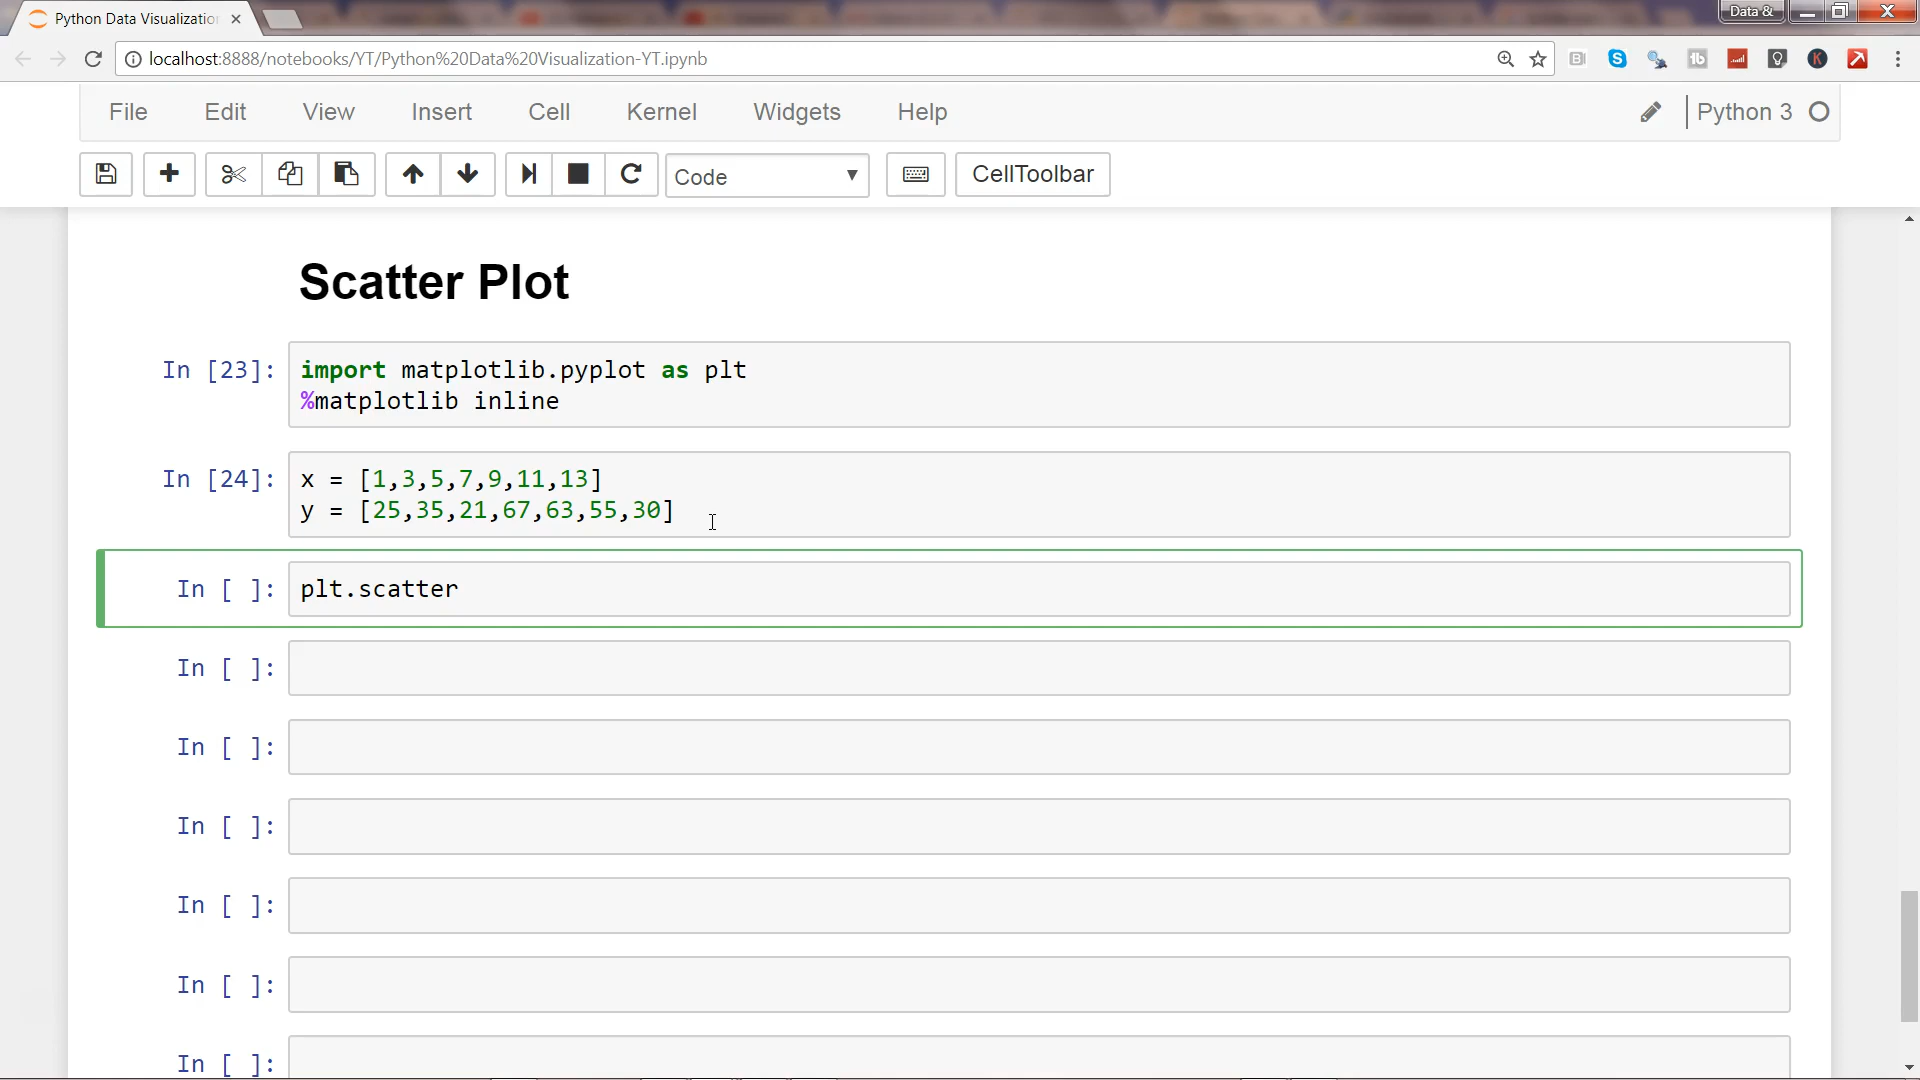 Python Data Visualization
Data &
localhost:8888/notebooks/YT/Python%20Data%20Visualization-YT.ipynb
File Edit View Insert Cell Kernel Widgets Help
Python 3
Code
CellToolbar
Scatter Plot
In [23]: import matplotlib.pyplot as plt
%matplotlib inline
In [24]: x = [1,3,5,7,9,11,13]
y = [25,35,21,67,63,55,30]
In [ ]: plt.scatter
In [ ]:
In [ ]:
In [ ]:
In [ ]:
In [ ]:
In [ ]: